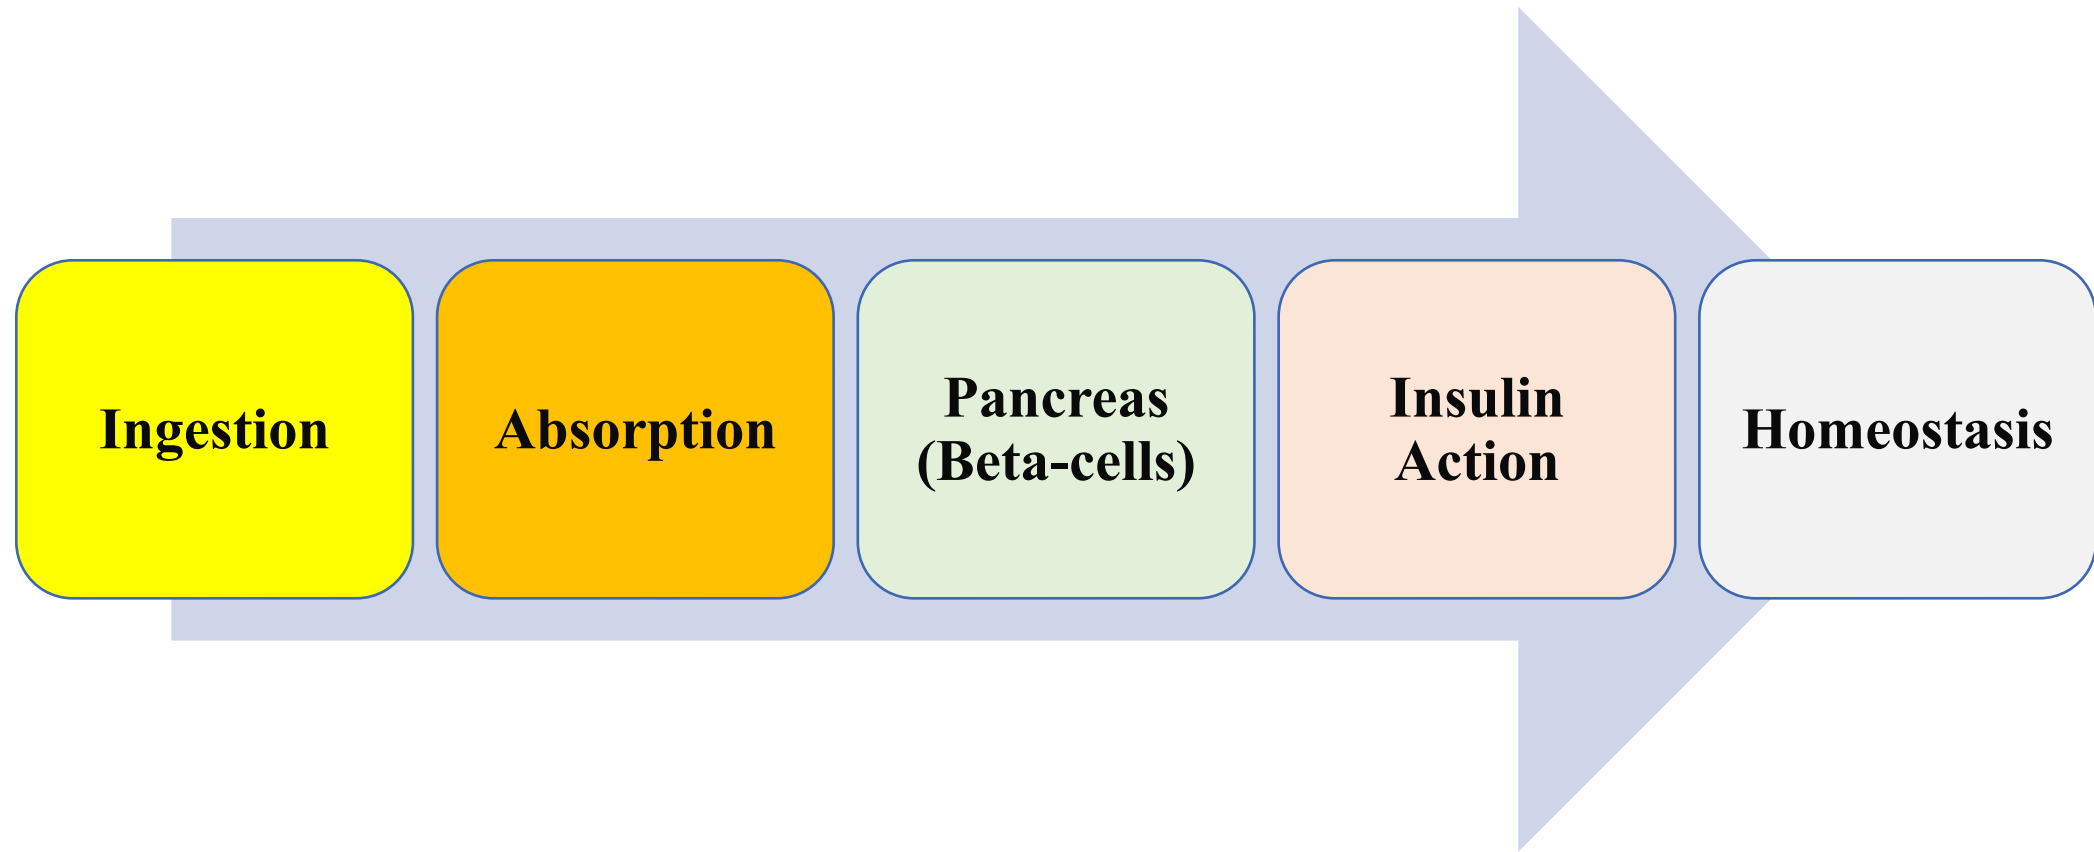 Ingestion
Absorption
Pancreas
(Beta-cells)
Insulin
Action
Homeostasis